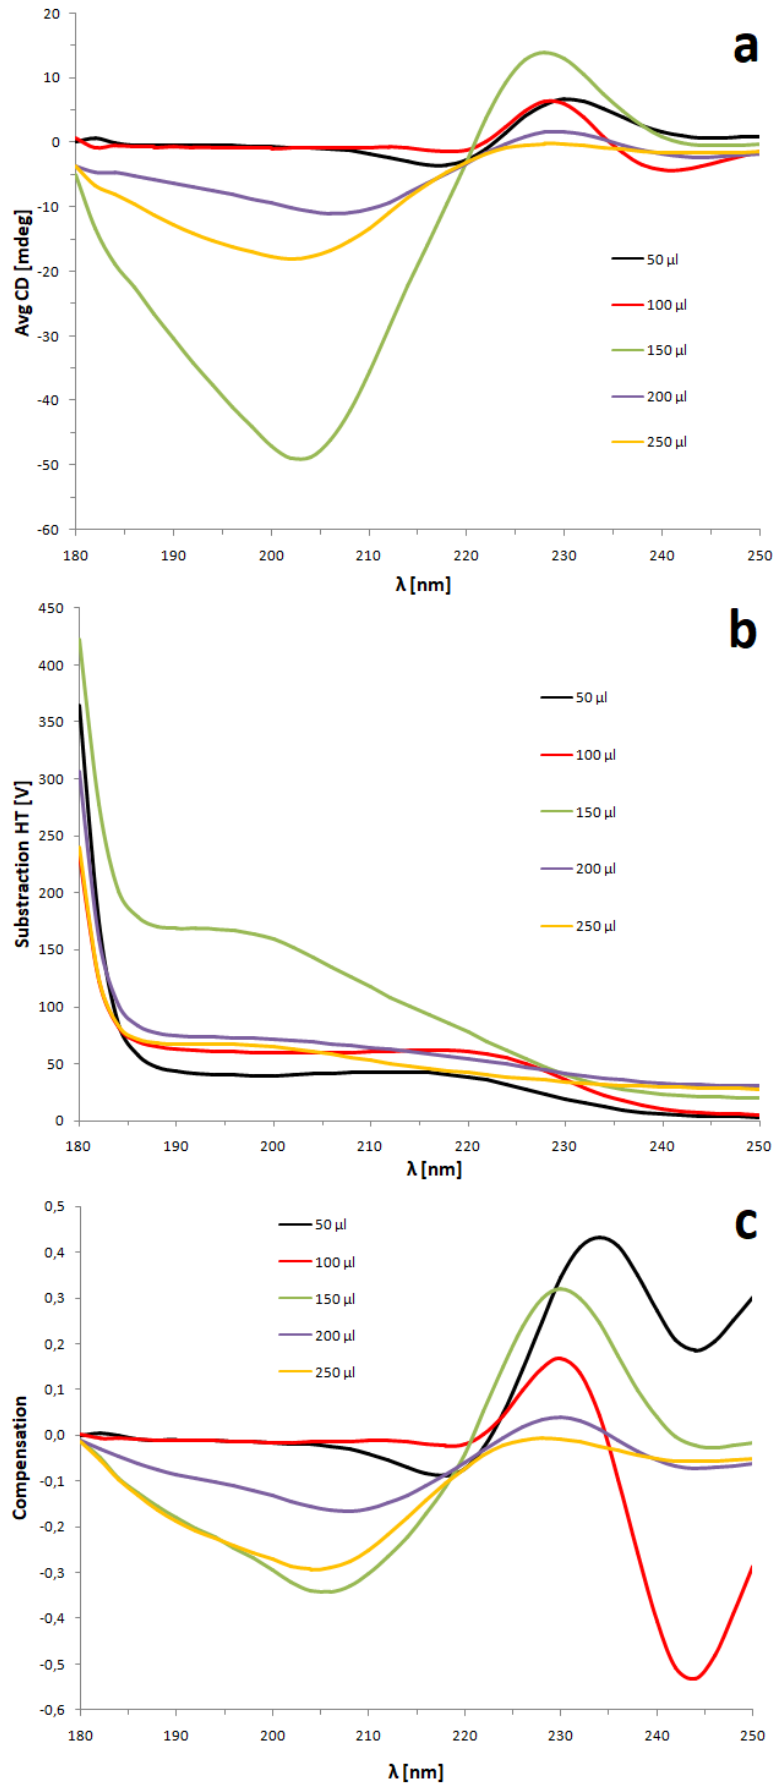 a
20
10
0
-10
-20
-30
-40
-50
-60
Avg CD [mdeg]
50 µl
100 µl
150 µl
200 µl
250 µl
180 190 200 210 220 230 240 250
λ [nm]
b
450
400
350
300
250
200
150
100
50
0
Substraction HT [V]
50 µl
100 µl
150 µl
200 µl
250 µl
180 190 200 210 220 230 240 250
λ [nm]
c
0,5
0,4
0,3
0,2
0,1
0,0
-0,1
-0,2
-0,3
-0,4
-0,5
-0,6
Compensation
50 µl
100 µl
150 µl
200 µl
250 µl
180 190 200 210 220 230 240 250
λ [nm]